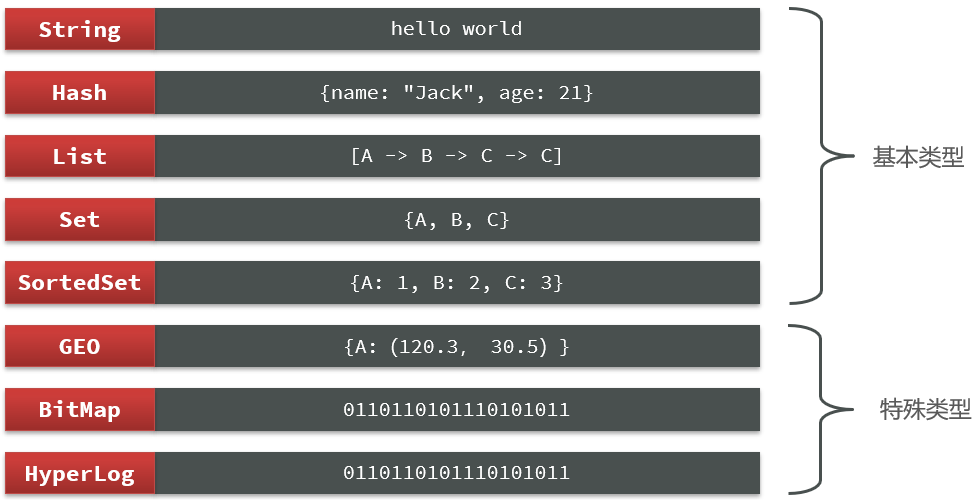 String hello world
Hash {name: "Jack", age: 21}
List [A -> B -> C -> C]
基本类型
Set {A, B, C}
SortedSet {A: 1, B: 2, C: 3}
GEO {A:（120.3， 30.5）}
BitMap 0110110101110101011
特殊类型
HyperLog 0110110101110101011